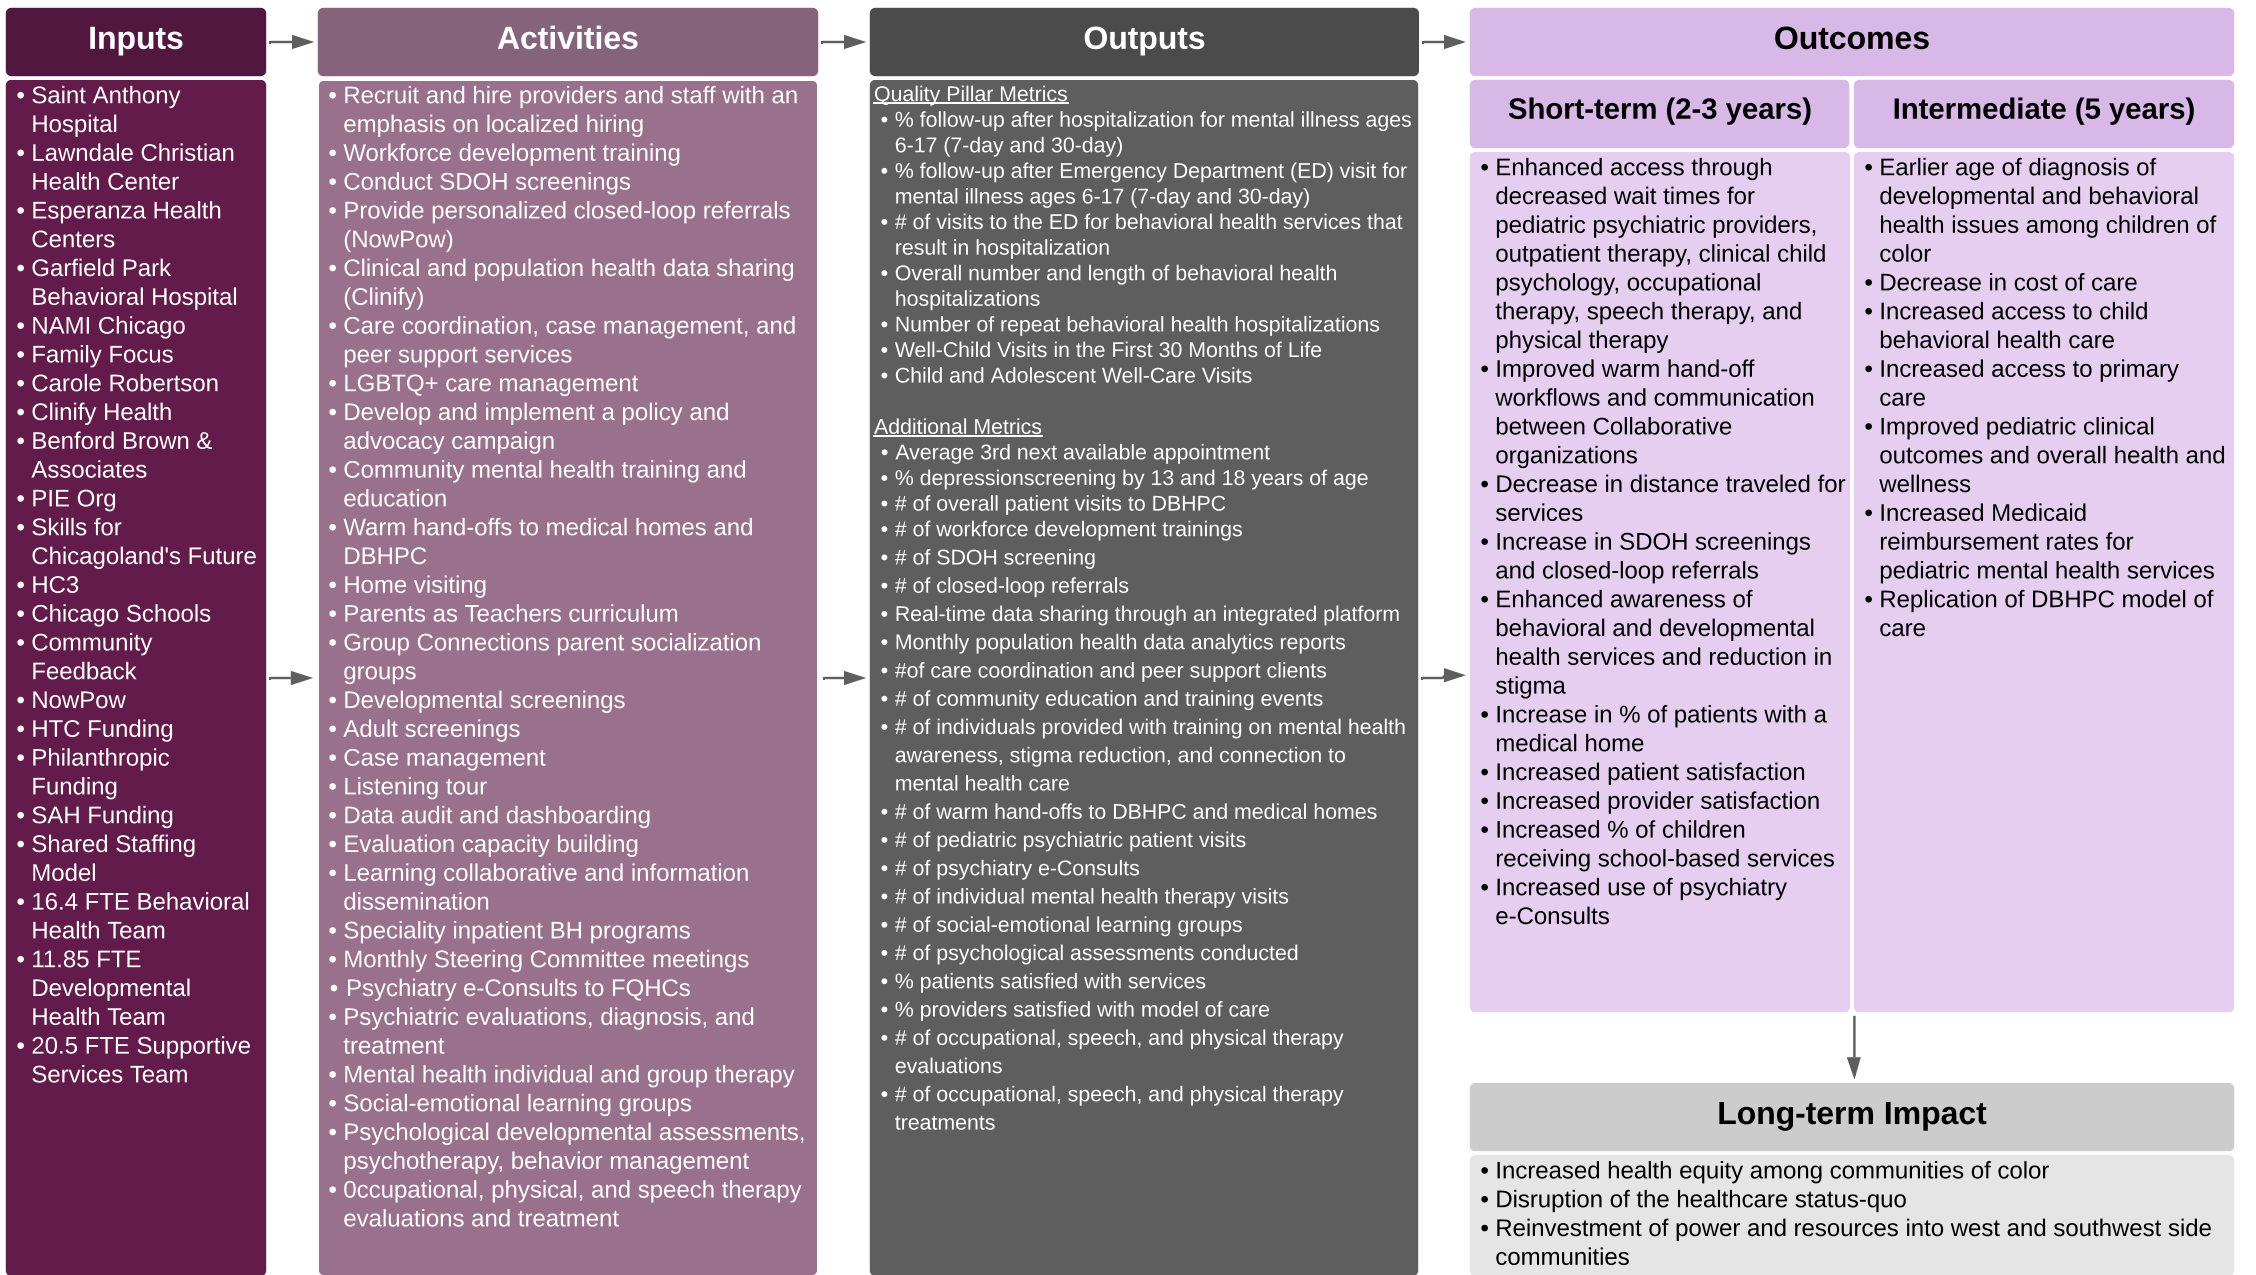 Inputs
• Saint Anthony
Hospital
• Lawndale Christian
Health Center
• Esperanza Health
Centers
• Garfield Park
Behavioral Hospital
• NAMI Chicago
• Family Focus
• Carole Robertson
• Clinify Health
• Benford Brown &
Associates
• PIE Org
• Skills for
Chicagoland's Future
• HC3
• Chicago Schools
• Community
Feedback
• NowPow
• HTC Funding
• Philanthropic
Funding
• SAH Funding
• Shared Staffing
Model
• 16.4 FTE Behavioral
Health Team
• 11.85 FTE
Developmental
Health Team
• 20.5 FTE Supportive
Services Team
Activities
• Recruit and hire providers and staff with an
emphasis on localized hiring
• Workforce development training
• Conduct SDOH screenings
• Provide personalized closed-loop referrals
(NowPow)
• Clinical and population health data sharing
(Clinify)
• Care coordination, case management, and
peer support services
• LGBTQ+ care management
• Develop and implement a policy and
advocacy campaign
• Community mental health training and
education
• Warm hand-offs to medical homes and
DBHPC
• Home visiting
• Parents as Teachers curriculum
• Group Connections parent socialization
groups
• Developmental screenings
• Adult screenings
• Case management
• Listening tour
• Data audit and dashboarding
• Evaluation capacity building
• Learning collaborative and information
dissemination
• Speciality inpatient BH programs
• Monthly Steering Committee meetings
• Psychiatry e-Consults to FQHCs
• Psychiatric evaluations, diagnosis, and
treatment
• Mental health individual and group therapy
• Social-emotional learning groups
• Psychological developmental assessments,
psychotherapy, behavior management
• 0ccupational, physical, and speech therapy
evaluations and treatment
Outputs
Quality Pillar Metrics
• % follow-up after hospitalization for mental illness ages
6-17 (7-day and 30-day)
• % follow-up after Emergency Department (ED) visit for
mental illness ages 6-17 (7-day and 30-day)
• # of visits to the ED for behavioral health services that
result in hospitalization
• Overall number and length of behavioral health
hospitalizations
• Number of repeat behavioral health hospitalizations
• Well-Child Visits in the First 30 Months of Life
• Child and Adolescent Well-Care Visits
Additional Metrics
• Average 3rd next available appointment
• % depressionscreening by 13 and 18 years of age
• # of overall patient visits to DBHPC
• # of workforce development trainings
• # of SDOH screening
• # of closed-loop referrals
• Real-time data sharing through an integrated platform
• Monthly population health data analytics reports
• #of care coordination and peer support clients
• # of community education and training events
• # of individuals provided with training on mental health
awareness, stigma reduction, and connection to
mental health care
• # of warm hand-offs to DBHPC and medical homes
• # of pediatric psychiatric patient visits
• # of psychiatry e-Consults
• # of individual mental health therapy visits
• # of social-emotional learning groups
• # of psychological assessments conducted
• % patients satisfied with services
• % providers satisfied with model of care
• # of occupational, speech, and physical therapy
evaluations
• # of occupational, speech, and physical therapy
treatments
Outcomes
Short-term (2-3 years)
• Enhanced access through
decreased wait times for
pediatric psychiatric providers,
outpatient therapy, clinical child
psychology, occupational
therapy, speech therapy, and
physical therapy
• Improved warm hand-off
workflows and communication
between Collaborative
organizations
• Decrease in distance traveled for
services
• Increase in SDOH screenings
and closed-loop referrals
• Enhanced awareness of
behavioral and developmental
health services and reduction in
stigma
• Increase in % of patients with a
medical home
• Increased patient satisfaction
• Increased provider satisfaction
• Increased % of children
receiving school-based services
• Increased use of psychiatry
e-Consults
Intermediate (5 years)
• Earlier age of diagnosis of
developmental and behavioral
health issues among children of
color
• Decrease in cost of care
• Increased access to child
behavioral health care
• Increased access to primary
care
• Improved pediatric clinical
outcomes and overall health and
wellness
• Increased Medicaid
reimbursement rates for
pediatric mental health services
• Replication of DBHPC model of
care
Long-term Impact
• Increased health equity among communities of color
• Disruption of the healthcare status-quo
• Reinvestment of power and resources into west and southwest side
communities